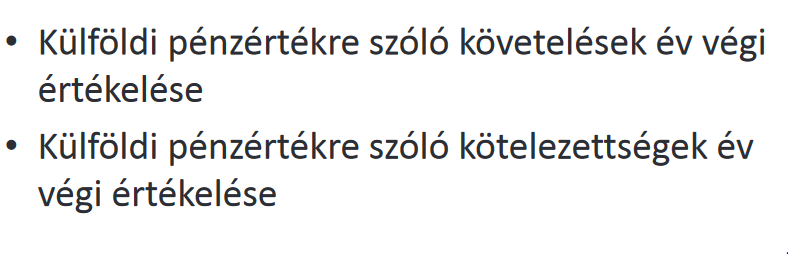 • Külföldi pénzértékre szóló követelések év végi
értékelése
• Külföldi pénzértékre szóló kötelezettségek év
végi értékelése